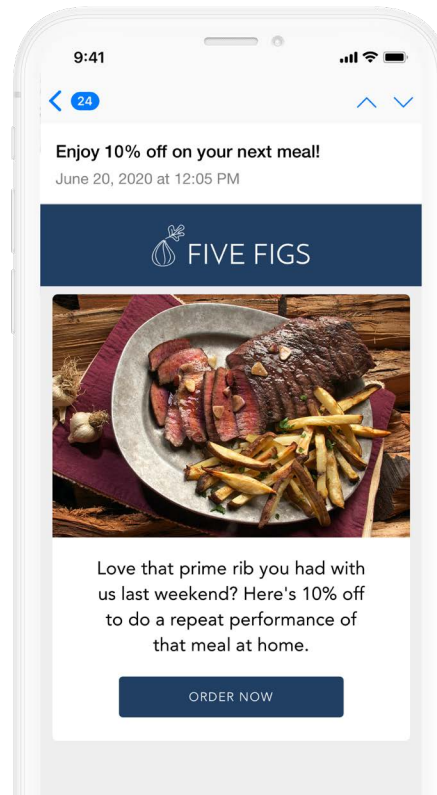 9:41
24
Enjoy 10% off on your next meal!
June 20, 2020 at 12:05 PM
FIVE FIGS
Love that prime rib you had with
us last weekend? Here's 10% off
to do a repeat performance of
that meal at home.
ORDER NOW